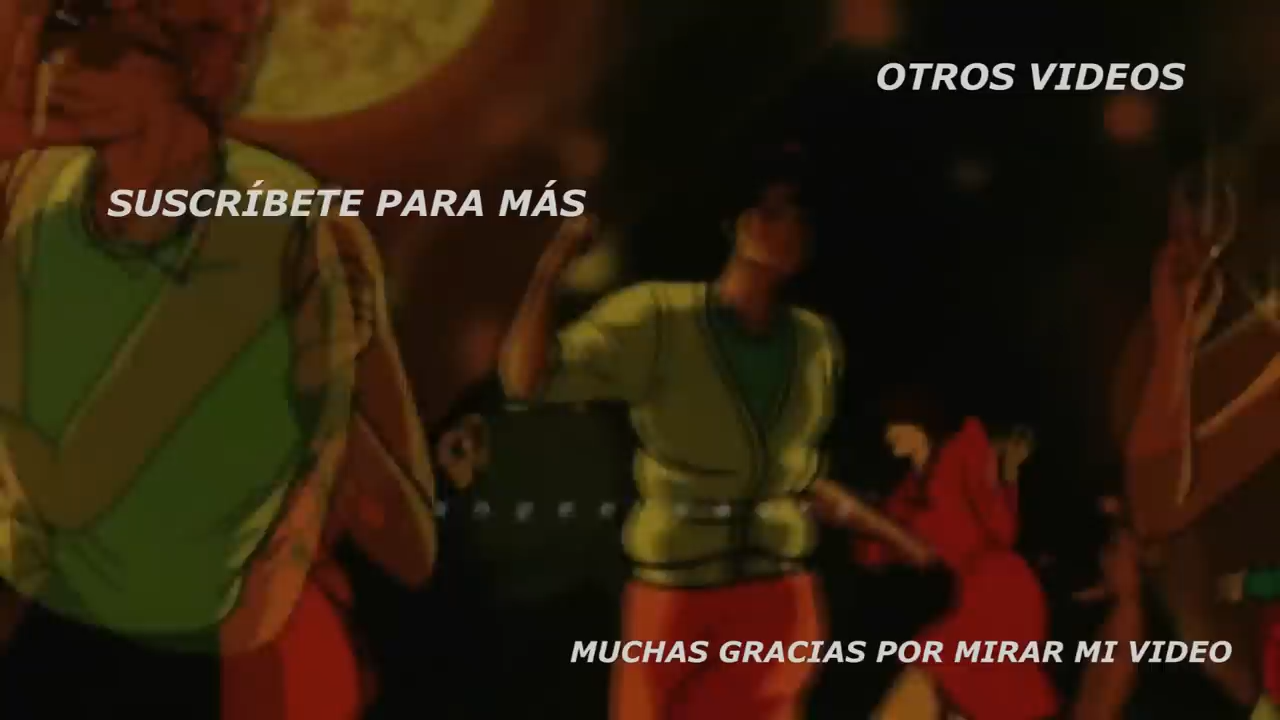 OTROS VIDEOS
SUSCRÍBETE PARA MÁS
MUCHAS GRACIAS POR MIRAR MI VIDEO